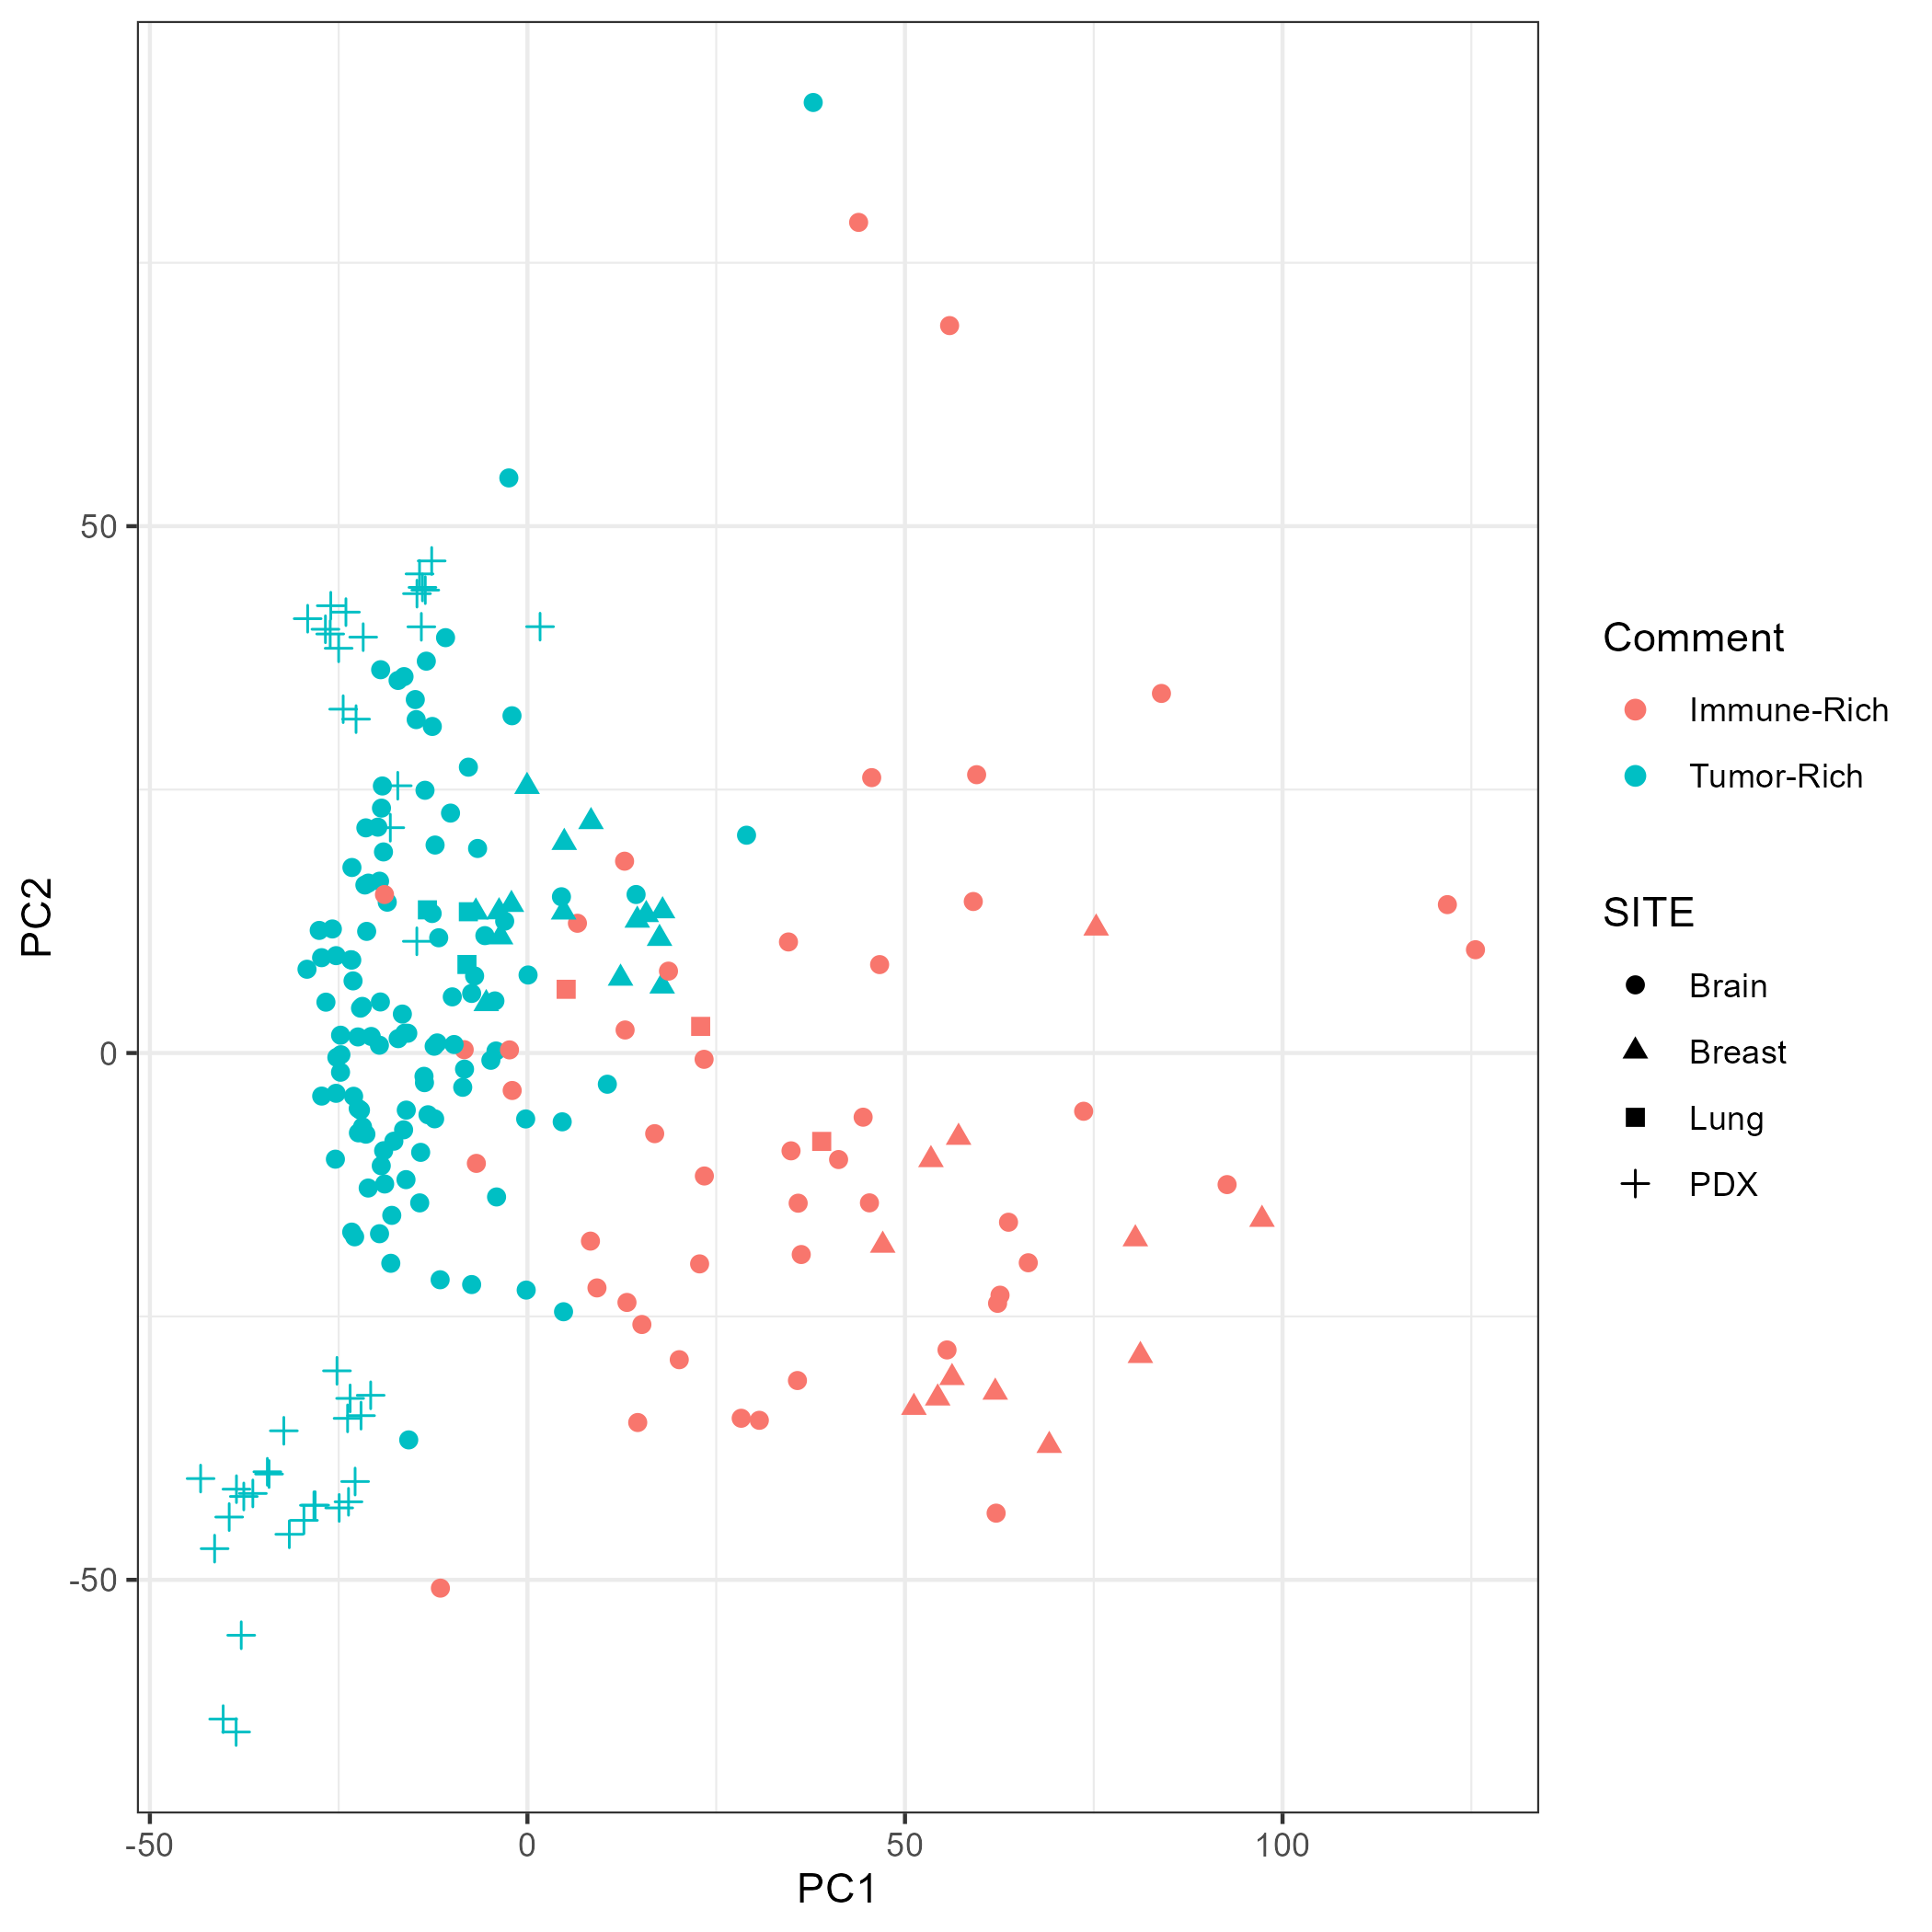 PC2
50
0
-50
-50
0
50
100
PC1
Comment
Immune-Rich
Tumor-Rich
SITE
Brain
Breast
Lung
PDX